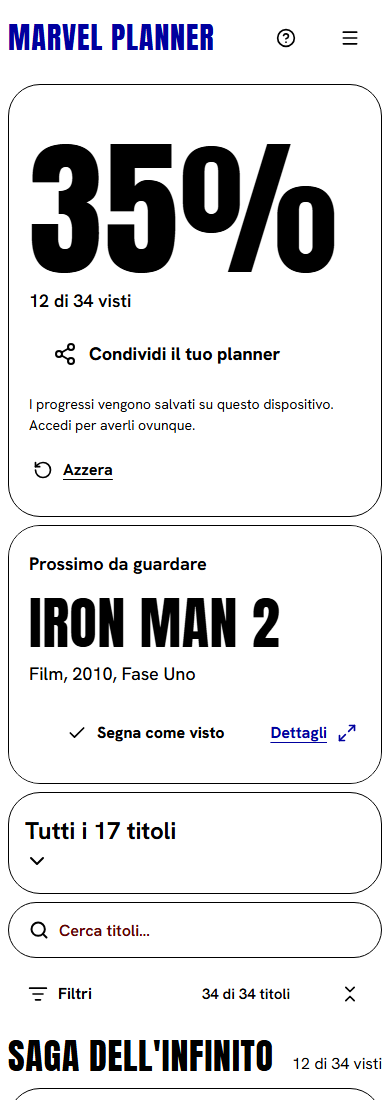 MARVEL PLANNER
35%
12 di 34 visti
Condividi il tuo planner
I progressi vengono salvati su questo dispositivo.
Accedi per averli ovunque.
Azzera
Prossimo da guardare
IRON MAN 2
Film, 2010, Fase Uno
Segna come visto
Dettagli
Tutti i 17 titoli
Cerca titoli...
Filtri
34 di 34 titoli
SAGA DELL'INFINITO
12 di 34 visti